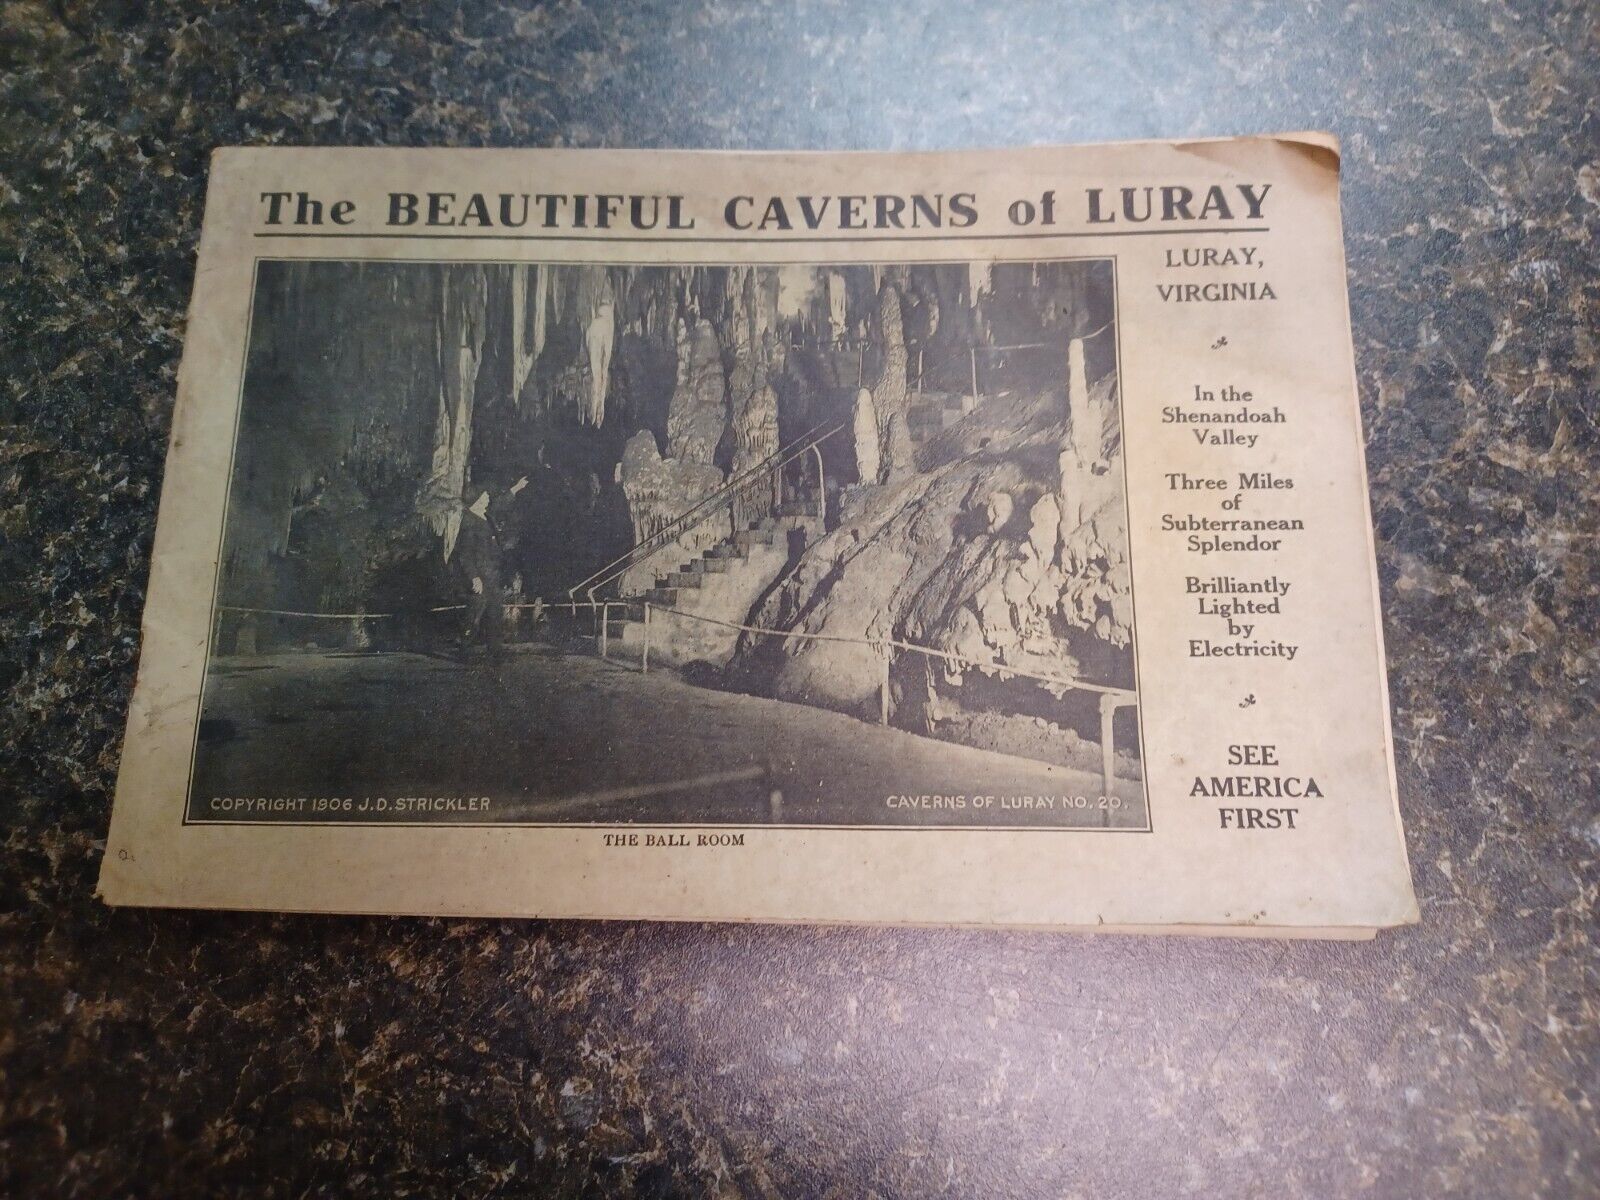 The BEAUTIFUL CAVERNS of LURAY
LURAY,
VIRGINIA
In the
Shenandoah
Valley
Three Miles
of
Subterranean
Splendor
Brilliantly
Lighted
by
Electricity
SEE
AMERICA
FIRST
COPYRIGHT 1906 J.D. STRICKLER
CAVERNS OF LURAY NO. 20.
THE BALL ROOM